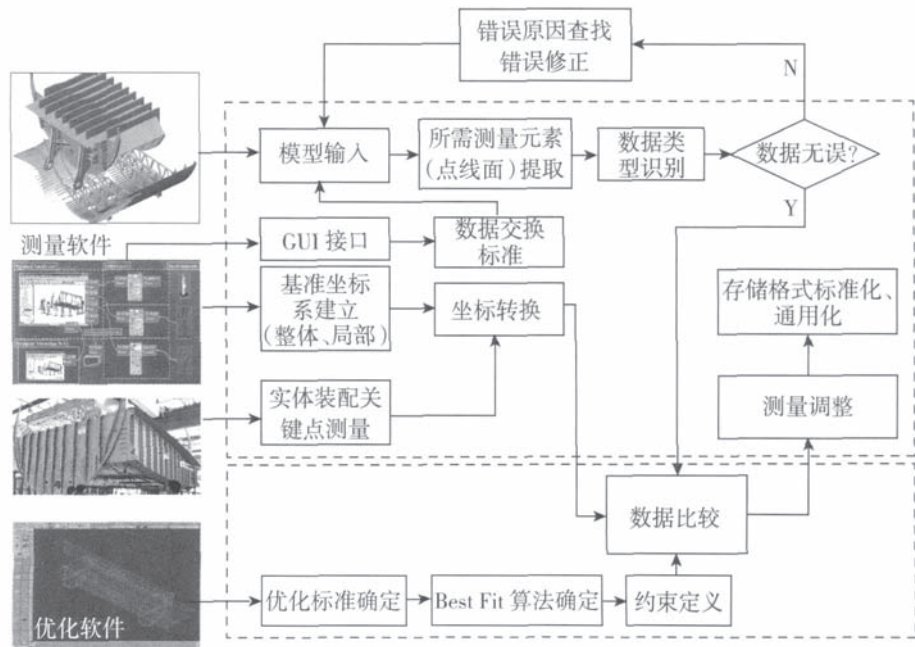 错误原因查找
错误修正
N
模型输入
所需测量元素
(点线面)提取
数据类
型识别
数据无误?
Y
测量软件
GUI 接口
数据交换
标准
基准坐标
系建立
(整体、局部)
坐标转换
存储格式标准化、
通用化
实体装配关
键点测量
测量调整
数据比较
优化软件
优化标准确定
Best Fit 算法确定
约束定义